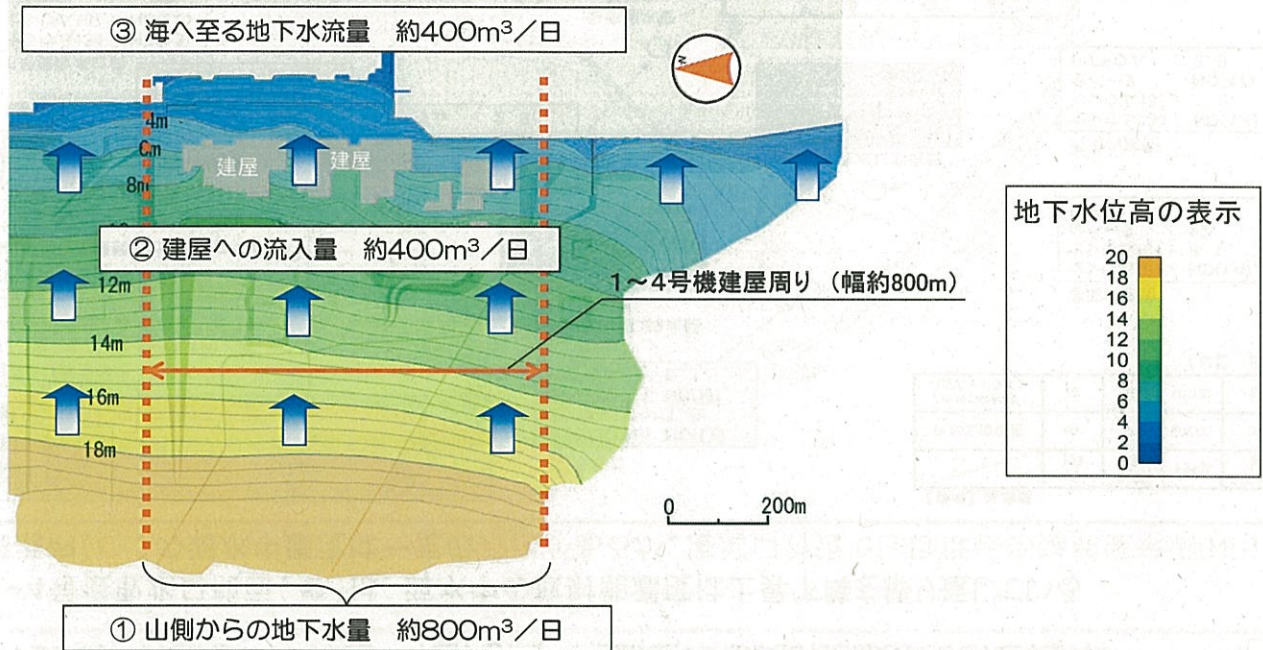 ③ 海へ至る地下水流量　約400m³／日
N
4m
6m
建屋
建屋
8m
② 建屋への流入量　約400m³／日
12m
1～4号機建屋周り（幅約800m）
14m
16m
18m
0 200m
① 山側からの地下水量　約800m³／日
地下水位高の表示
20
18
16
14
12
10
8
6
4
2
0